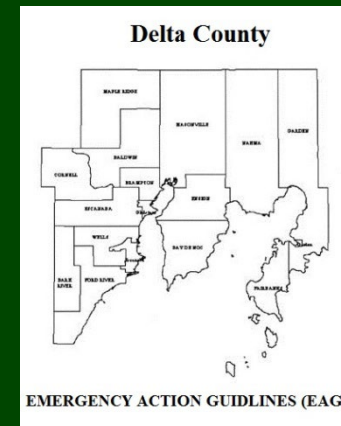 Delta County
MAPLE RIDGE
MASONVILLE
NAHMA
GARDEN
BALDWIN
CORNELL
BRAMPTON
ENSIGN
ESCANABA
WELLS
BAY DE NOC
BARK
RIVER
FORD RIVER
FAIRBANKS
EMERGENCY ACTION GUIDLINES (EAG